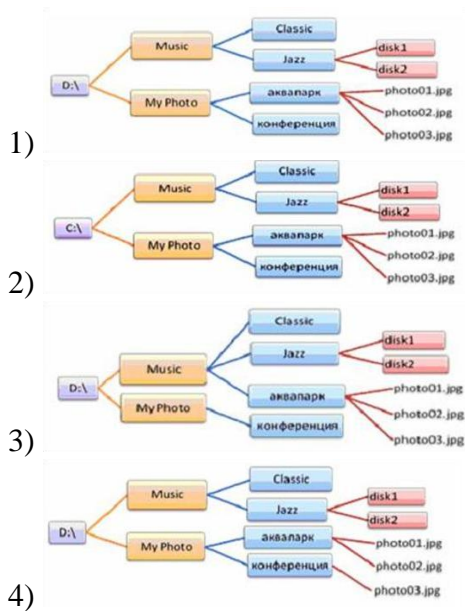 Classic
Music
Jazz
disk1
disk2
D:\
My Photo
аквапарк
photo01.jpg
photo02.jpg
конференция
photo03.jpg
1)
Classic
Music
Jazz
disk1
disk2
C:\
My Photo
аквапарк
photo01.jpg
photo02.jpg
конференция
photo03.jpg
2)
Classic
Jazz
disk1
Music
disk2
D:\
аквапарк
photo01.jpg
My Photo
photo02.jpg
конференция
photo03.jpg
3)
Classic
Music
disk1
Jazz
disk2
D:\
аквапарк
photo01.jpg
My Photo
конференция
photo02.jpg
photo03.jpg
4)